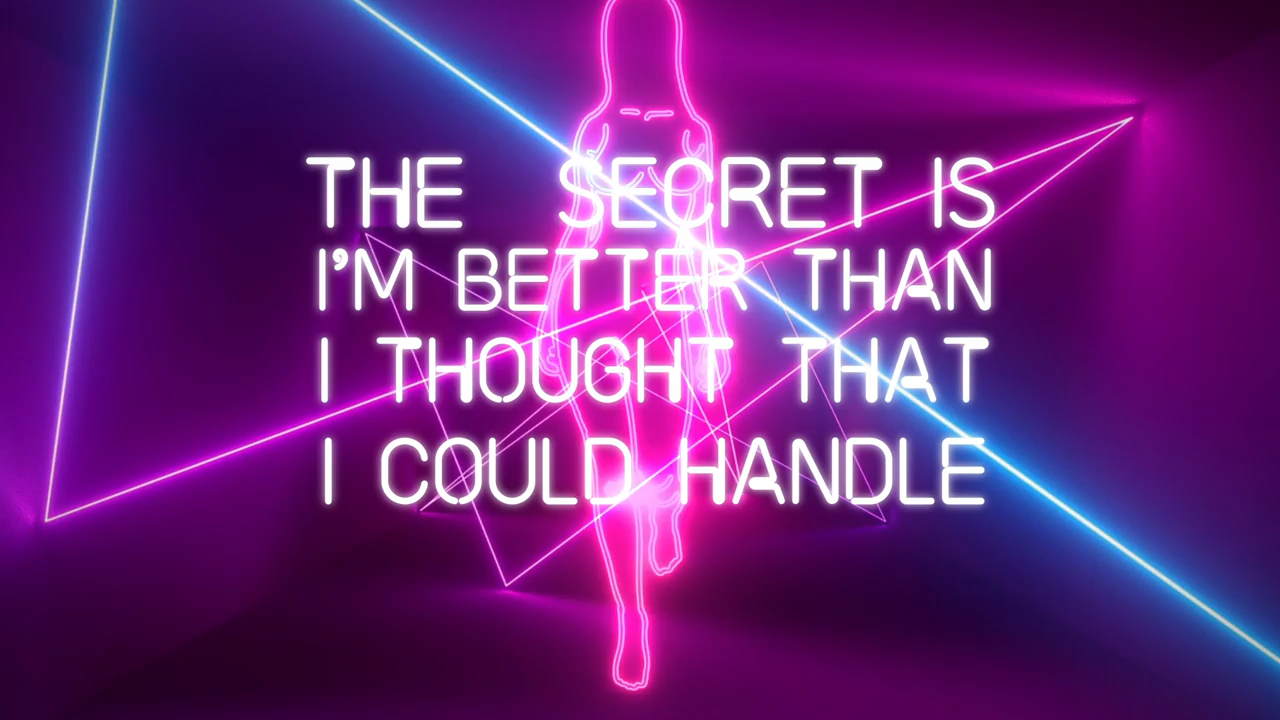 THE SECRET IS
I'M BETTER THAN
I THOUGHT THAT
I COULD HANDLE